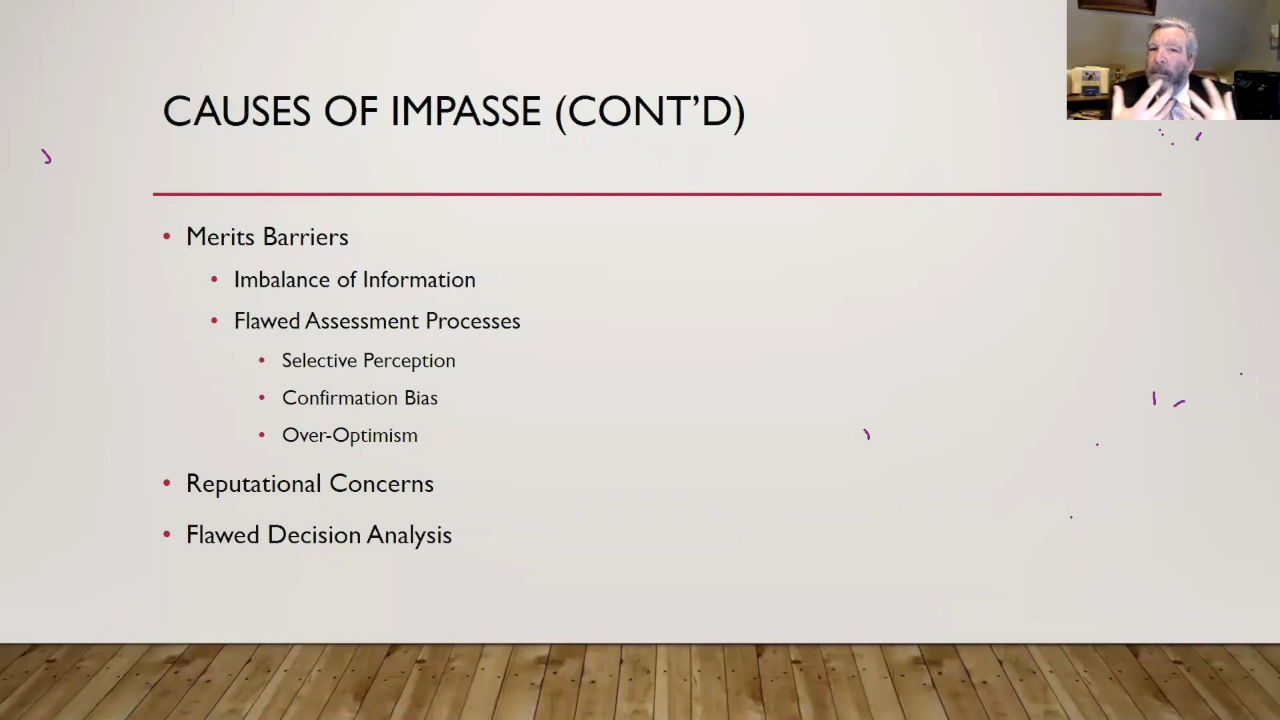 CAUSES OF IMPASSE (CONT'D)
• Merits Barriers
• Imbalance of Information
• Flawed Assessment Processes
• Selective Perception
• Confirmation Bias
• Over-Optimism
• Reputational Concerns
• Flawed Decision Analysis